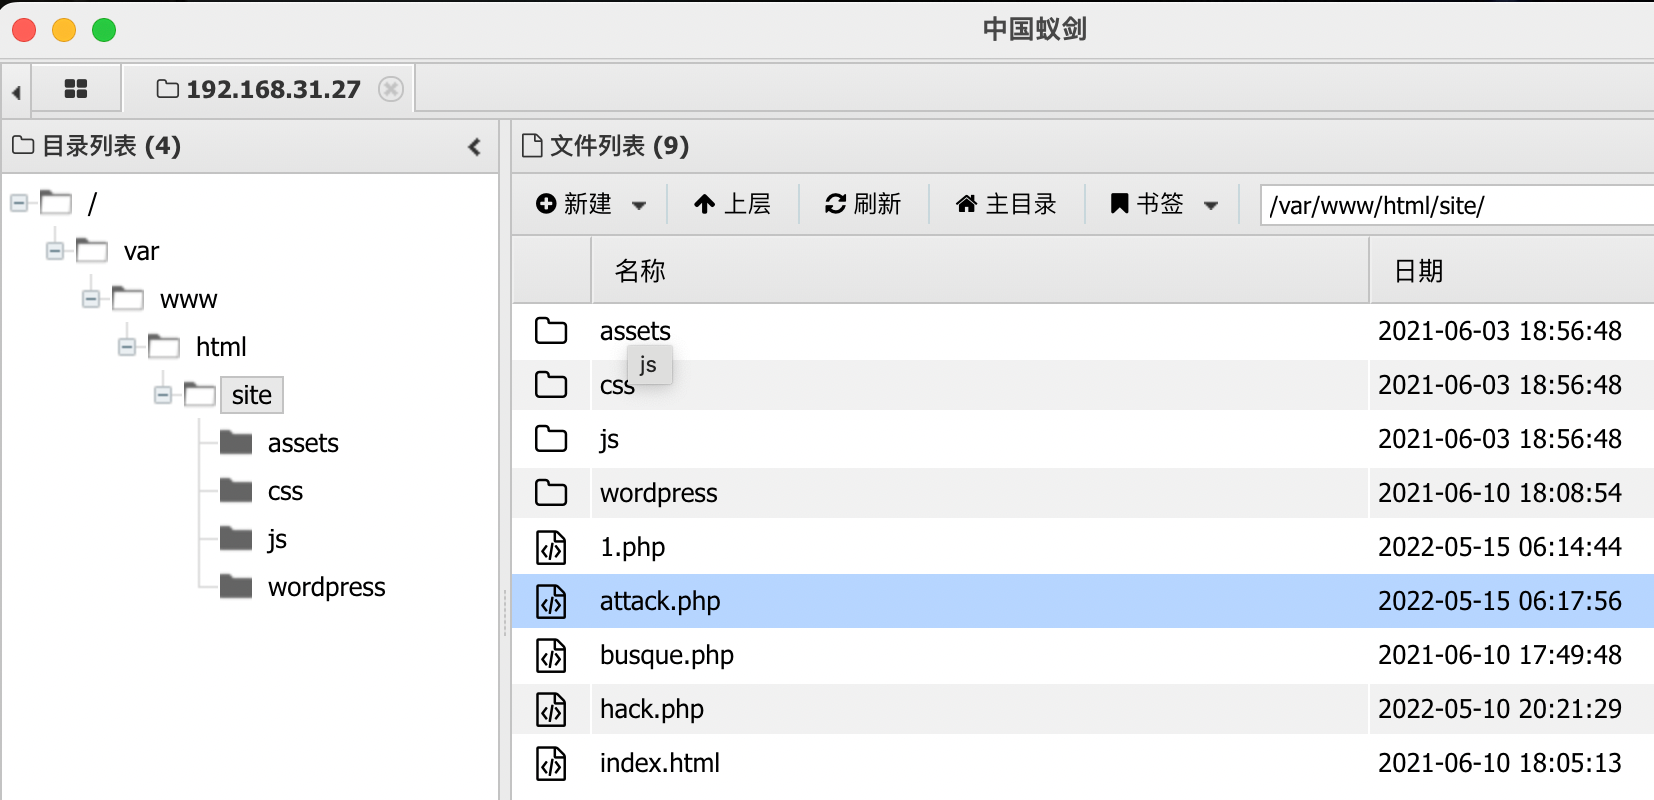 中国蚁剑
192.168.31.27
目录列表 (4)
文件列表 (9)
/
var
www
html
site
assets
css
js
wordpress
新建 上层 刷新 主目录 书签 /var/www/html/site/
名称 日期
assets 2021-06-03 18:56:48
js
css 2021-06-03 18:56:48
js 2021-06-03 18:56:48
wordpress 2021-06-10 18:08:54
1.php 2022-05-15 06:14:44
attack.php 2022-05-15 06:17:56
busque.php 2021-06-10 17:49:48
hack.php 2022-05-10 20:21:29
index.html 2021-06-10 18:05:13